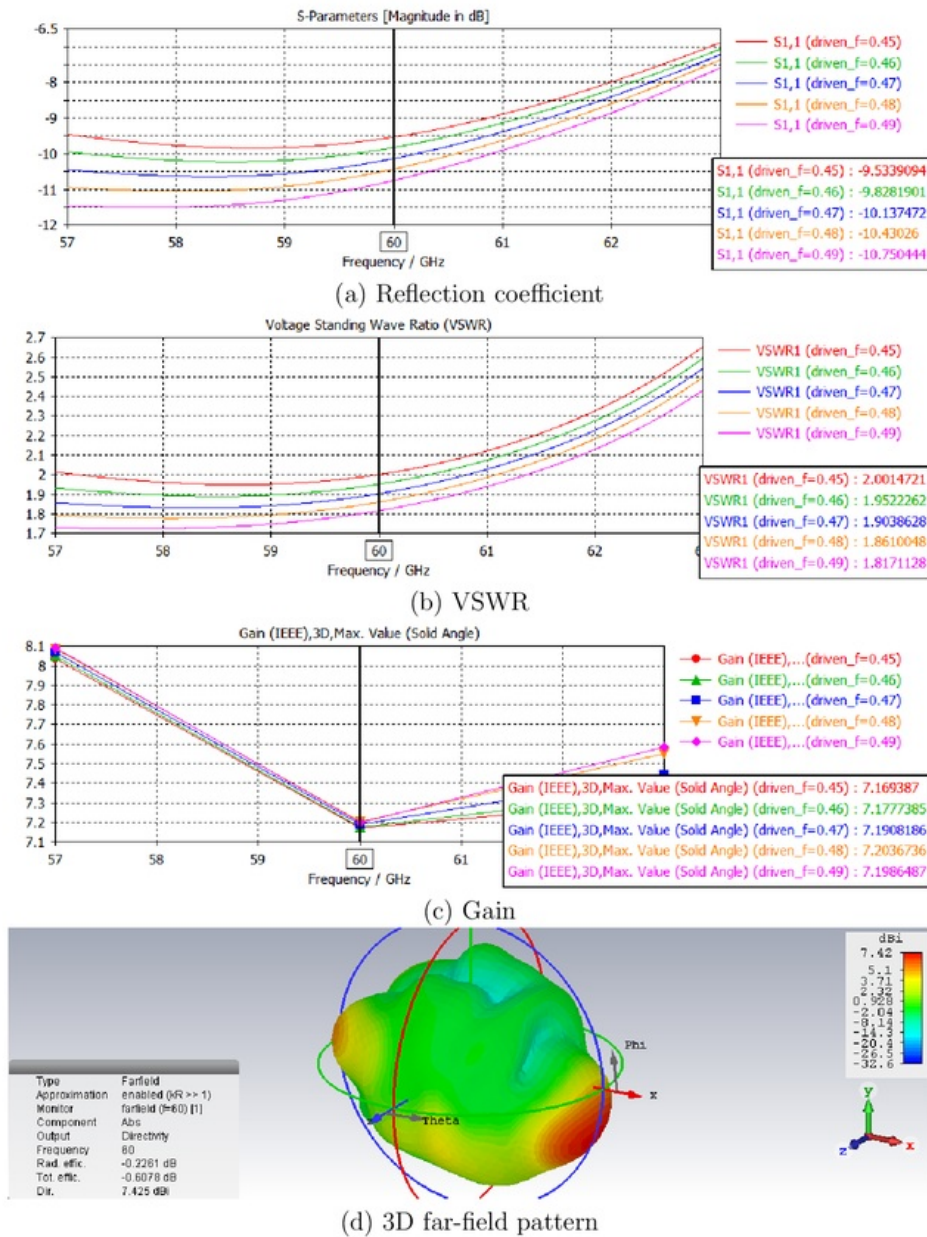 S-Parameters [Magnitude in dB]
-6.5
-8
-9
-10
-11
-12
57
58
59
60
61
62
Frequency / GHz
S1,1 (driven_f=0.45)
S1,1 (driven_f=0.46)
S1,1 (driven_f=0.47)
S1,1 (driven_f=0.48)
S1,1 (driven_f=0.49)
S1,1 (driven_f=0.45) : -9.5339094
S1,1 (driven_f=0.46) : -9.8281901
S1,1 (driven_f=0.47) : -10.137472
S1,1 (driven_f=0.48) : -10.43026
S1,1 (driven_f=0.49) : -10.750444
(a) Reflection coefficient
Voltage Standing Wave Ratio (VSWR)
2.7
2.6
2.5
2.4
2.3
2.2
2.1
2
1.9
1.8
1.7
57
58
59
60
61
62
Frequency / GHz
VSWR1 (driven_f=0.45)
VSWR1 (driven_f=0.46)
VSWR1 (driven_f=0.47)
VSWR1 (driven_f=0.48)
VSWR1 (driven_f=0.49)
VSWR1 (driven_f=0.45) : 2.0014721
VSWR1 (driven_f=0.46) : 1.9522262
VSWR1 (driven_f=0.47) : 1.9038628
VSWR1 (driven_f=0.48) : 1.8610048
VSWR1 (driven_f=0.49) : 1.8171128
(b) VSWR
Gain (IEEE),3D,Max. Value (Solid Angle)
8.1
8
7.9
7.8
7.7
7.6
7.5
7.4
7.3
7.2
7.1
57
58
59
60
Frequency / GHz
Gain (IEEE),...(driven_f=0.45)
Gain (IEEE),...(driven_f=0.46)
Gain (IEEE),...(driven_f=0.47)
Gain (IEEE),...(driven_f=0.48)
Gain (IEEE),...(driven_f=0.49)
Gain (IEEE),3D,Max. Value (Solid Angle) (driven_f=0.45) : 7.169387
Gain (IEEE),3D,Max. Value (Solid Angle) (driven_f=0.46) : 7.1777385
Gain (IEEE),3D,Max. Value (Solid Angle) (driven_f=0.47) : 7.1908186
Gain (IEEE),3D,Max. Value (Solid Angle) (driven_f=0.48) : 7.2036736
Gain (IEEE),3D,Max. Value (Solid Angle) (driven_f=0.49) : 7.1986487
(c) Gain
dBi
7.42
5.1
3.71
2.32
0.928
-2.04
-8.14
-14.3
-20.4
-26.5
-32.6
Phi
x
Theta
y
z
x
Type Farfield
Approximation enabled (kR >> 1)
Monitor farfield (f=60) [1]
Component Abs
Output Directivity
Frequency 60
Rad. effic. -0.2261 dB
Tot. effic. -0.6078 dB
Dir. 7.425 dBi
(d) 3D far-field pattern